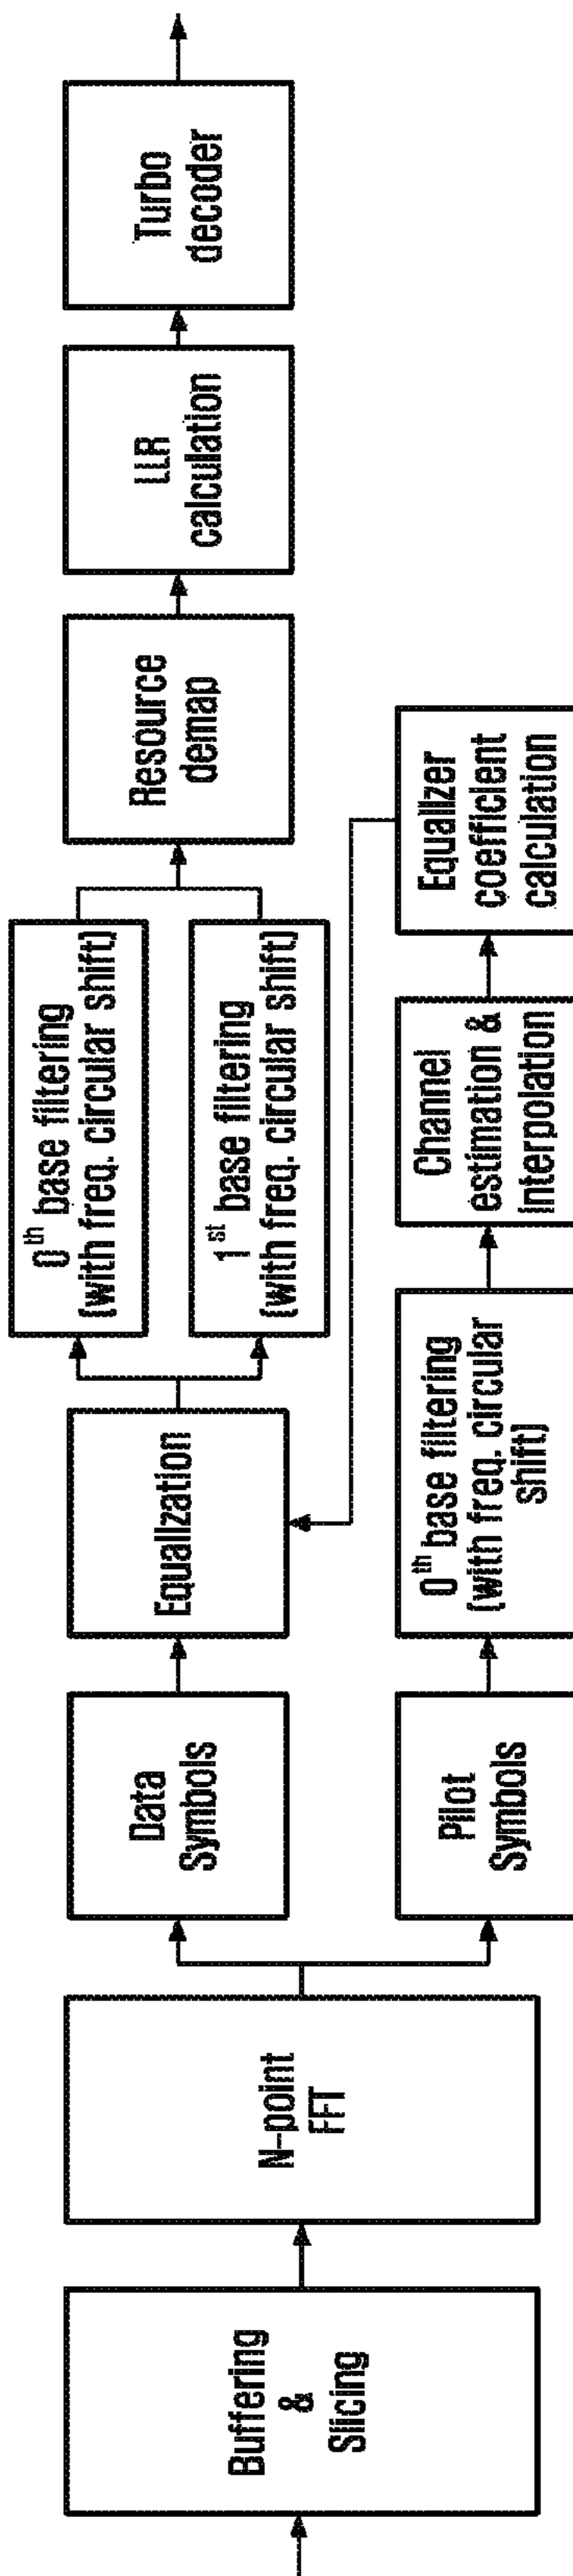 Buffering
&
Slicing
N-point
FFT
Data
Symbols
Pilot
Symbols
Equalization
0th base filtering
(with freq. circular
shift)
0th base filtering
(with freq. circular shift)
1st base filtering
(with freq. circular shift)
Channel
estimation &
interpolation
Equalizer
coefficient
calculation
Resource
demap
LLR
calculation
Turbo
decoder